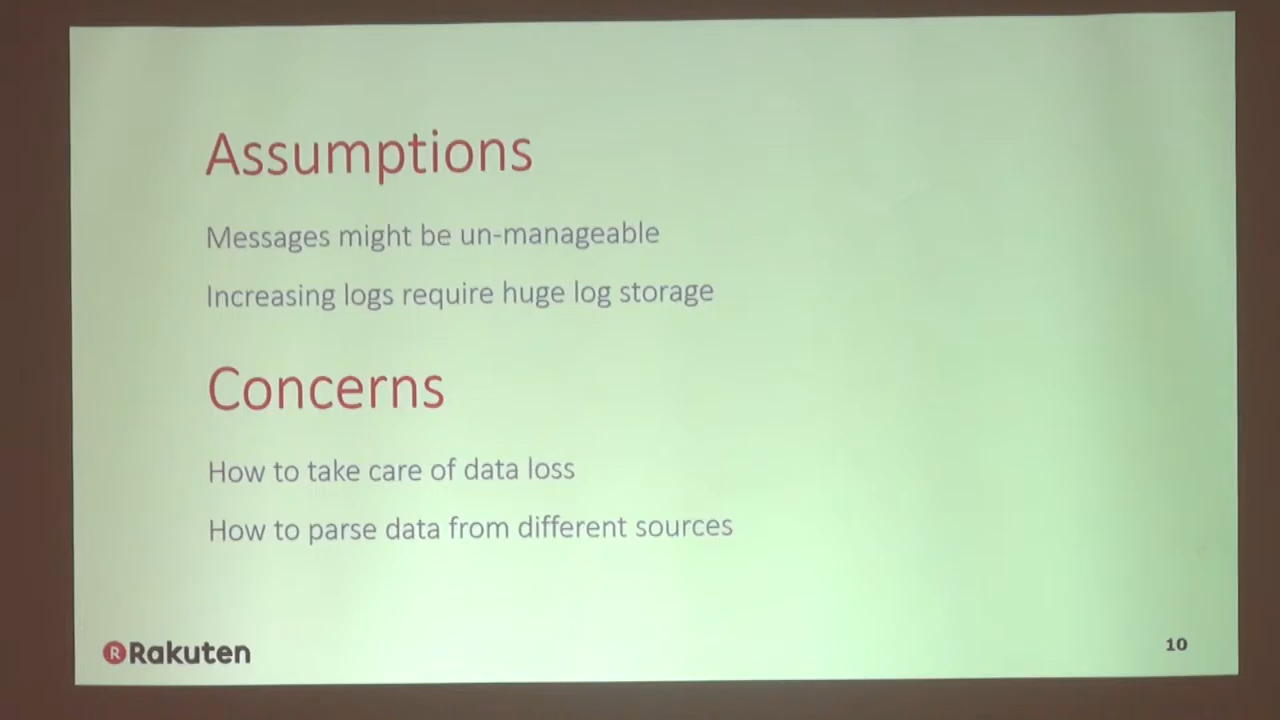 Assumptions
Messages might be un-manageable
Increasing logs require huge log storage
Concerns
How to take care of data loss
How to parse data from different sources
R Rakuten
10